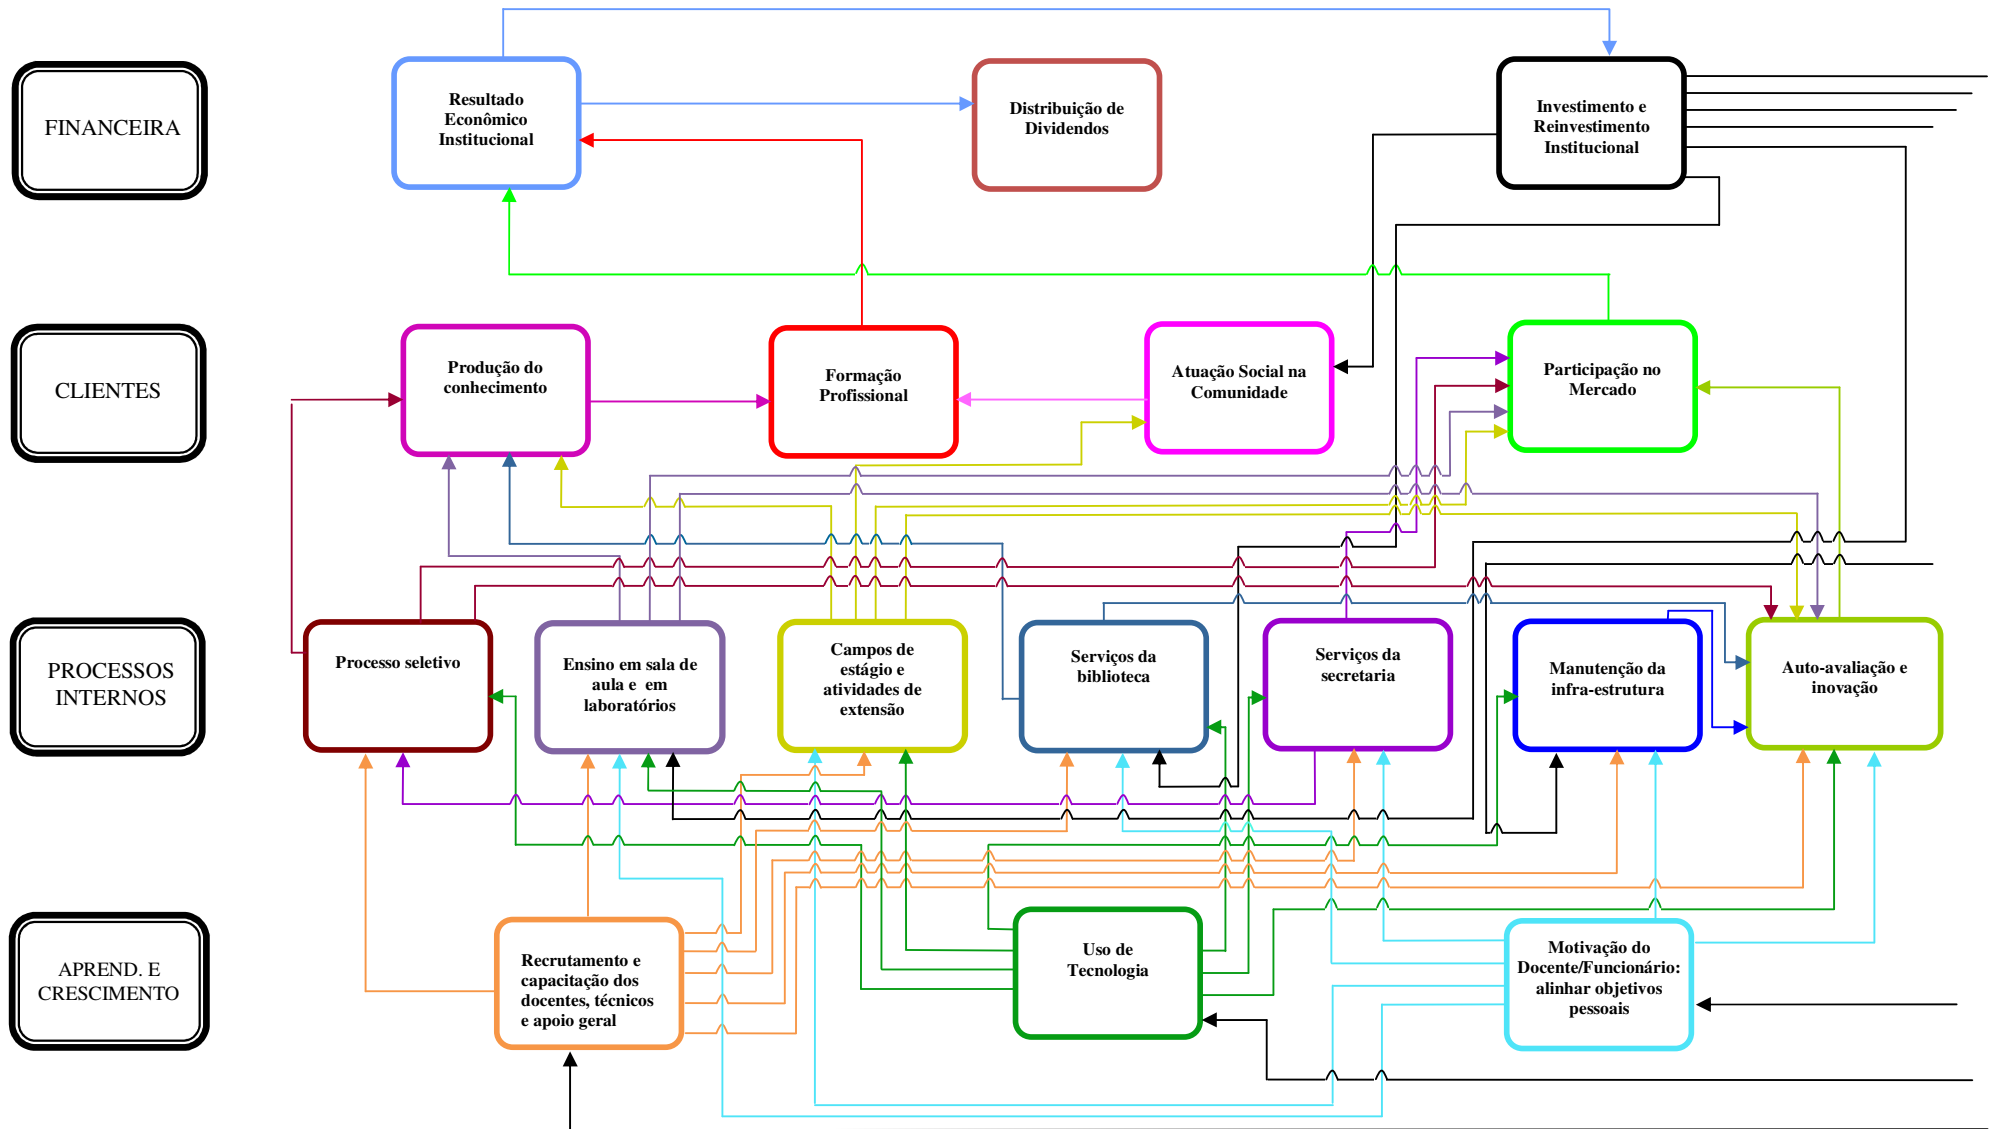 FINANCEIRA
Resultado
Econômico
Institucional
Distribuição de
Dividendos
Investimento e
Reinvestimento
Institucional
CLIENTES
Produção do
conhecimento
Formação
Profissional
Atuação Social na
Comunidade
Participação no
Mercado
PROCESSOS
INTERNOS
Processo seletivo
Ensino em sala de
aula e em
laboratórios
Campos de
estágio e
atividades de
extensão
Serviços da
biblioteca
Serviços da
secretaria
Manutenção da
infra-estrutura
Auto-avaliação e
inovação
APREND. E
CRESCIMENTO
Recrutamento e
capacitação dos
docentes, técnicos
e apoio geral
Uso de
Tecnologia
Motivação do
Docente/Funcionário:
alinhar objetivos
pessoais